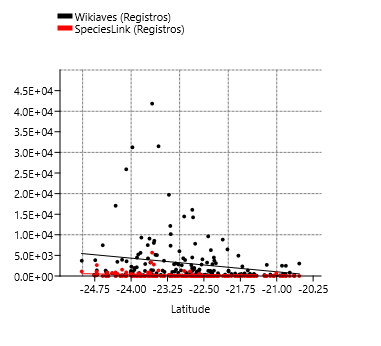 Wikiaves (Registros)
SpeciesLink (Registros)
4.5E+04
4.0E+04
3.5E+04
3.0E+04
2.5E+04
2.0E+04
1.5E+04
1.0E+04
5.0E+03
0.0E+00
-24.75 -24.00 -23.25 -22.50 -21.75 -21.00 -20.25
Latitude